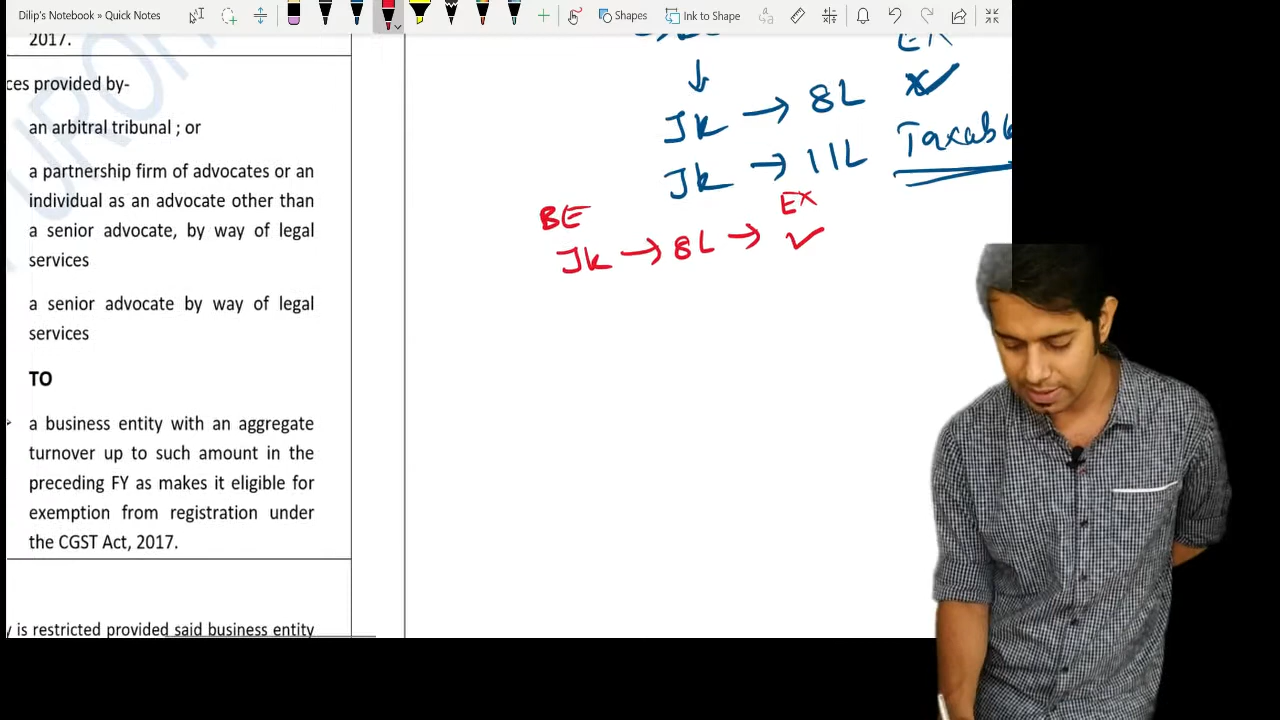 Dilip's Notebook » Quick Notes
Shapes
Ink to Shape
2017.
ces provided by-
an arbitral tribunal ; or
a partnership firm of advocates or an
individual as an advocate other than
a senior advocate, by way of legal
services
a senior advocate by way of legal
services
TO
a business entity with an aggregate
turnover up to such amount in the
preceding FY as makes it eligible for
exemption from registration under
the CGST Act, 2017.
y is restricted provided said business entity
EX
Jk → 8L
Jk → 11L Taxable
BE
EX
Jk → 8L → ✓